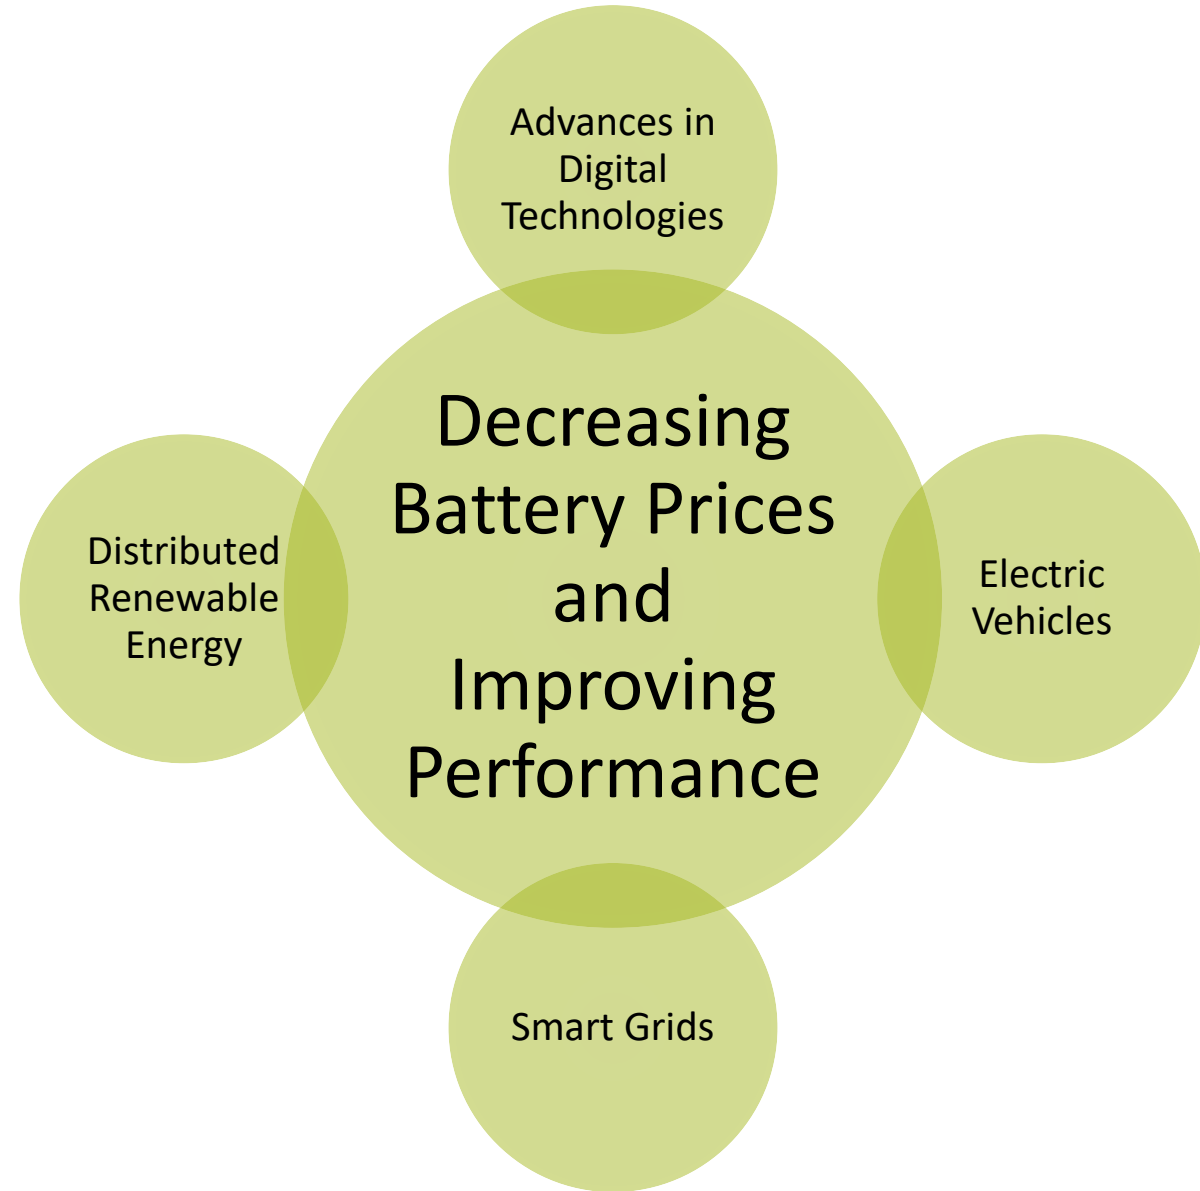 Advances in
Digital
Technologies
Decreasing
Battery Prices
and
Improving
Performance
Distributed
Renewable
Energy
Electric
Vehicles
Smart Grids